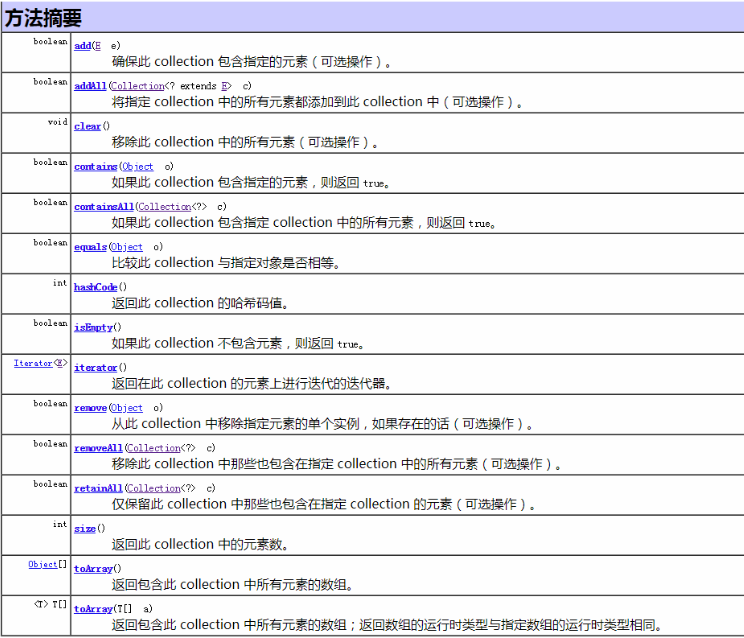 方法摘要
boolean add(E e)
确保此 collection 包含指定的元素（可选操作）。
boolean addAll(Collection<? extends E> c)
将指定 collection 中的所有元素都添加到此 collection 中（可选操作）。
void clear()
移除此 collection 中的所有元素（可选操作）。
boolean contains(Object o)
如果此 collection 包含指定的元素，则返回 true。
boolean containsAll(Collection<?> c)
如果此 collection 包含指定 collection 中的所有元素，则返回 true。
boolean equals(Object o)
比较此 collection 与指定对象是否相等。
int hashCode()
返回此 collection 的哈希码值。
boolean isEmpty()
如果此 collection 不包含元素，则返回 true。
Iterator<E> iterator()
返回在此 collection 的元素上进行迭代的迭代器。
boolean remove(Object o)
从此 collection 中移除指定元素的单个实例，如果存在的话（可选操作）。
boolean removeAll(Collection<?> c)
移除此 collection 中那些也包含在指定 collection 中的所有元素（可选操作）。
boolean retainAll(Collection<?> c)
仅保留此 collection 中那些也包含在指定 collection 的元素（可选操作）。
int size()
返回此 collection 中的元素数。
Object[] toArray()
返回包含此 collection 中所有元素的数组。
<T> T[] toArray(T[] a)
返回包含此 collection 中所有元素的数组；返回数组的运行时类型与指定数组的运行时类型相同。